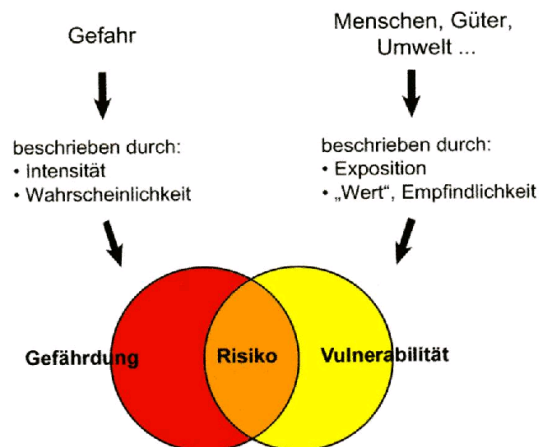 Gefahr
beschrieben durch:
• Intensität
• Wahrscheinlichkeit
Menschen, Güter,
Umwelt ...
beschrieben durch:
• Exposition
• „Wert“, Empfindlichkeit
Gefährdung
Risiko
Vulnerabilität